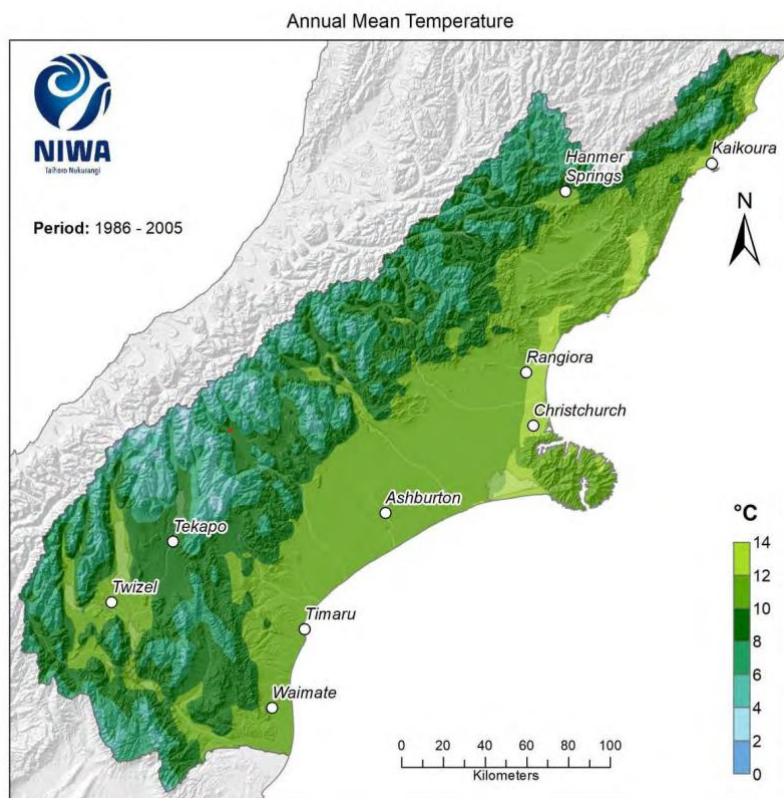 Annual Mean Temperature
NIWA
Taihoro Nukurangi
Period: 1986 - 2005
Hanmer
Springs
Kaikoura
N
Rangiora
Christchurch
Ashburton
Tekapo
Twizel
Timaru
Waimate
°C
14
12
10
8
6
4
2
0
0 20 40 60 80 100
Kilometers